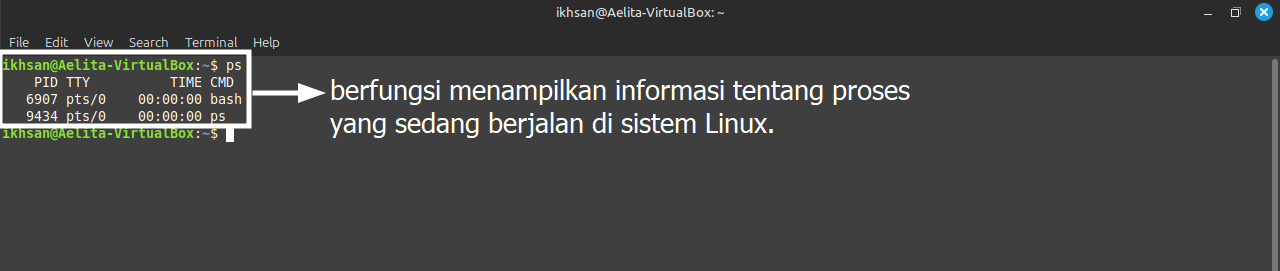 ikhsan@Aelita-VirtualBox: ~
File Edit View Search Terminal Help
ikhsan@Aelita-VirtualBox:~$ ps
PID TTY TIME CMD
6907 pts/0 00:00:00 bash
9434 pts/0 00:00:00 ps
ikhsan@Aelita-VirtualBox:~$
berfungsi menampilkan informasi tentang proses
yang sedang berjalan di sistem Linux.